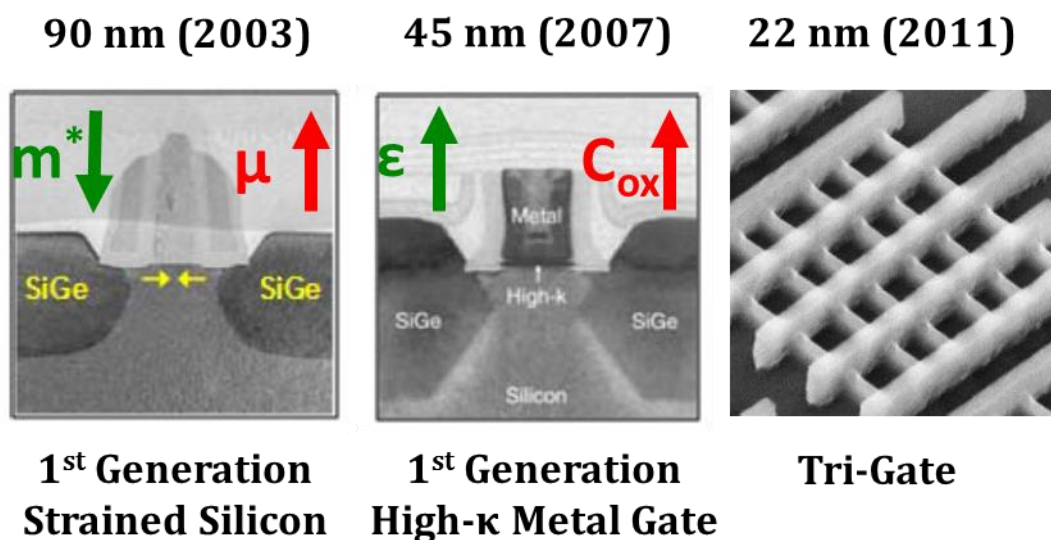 90 nm (2003)
45 nm (2007)
22 nm (2011)
m*
μ
SiGe
SiGe
ε
Cox
Metal
High-k
SiGe
SiGe
Silicon
1st Generation
Strained Silicon
1st Generation
High-κ Metal Gate
Tri-Gate